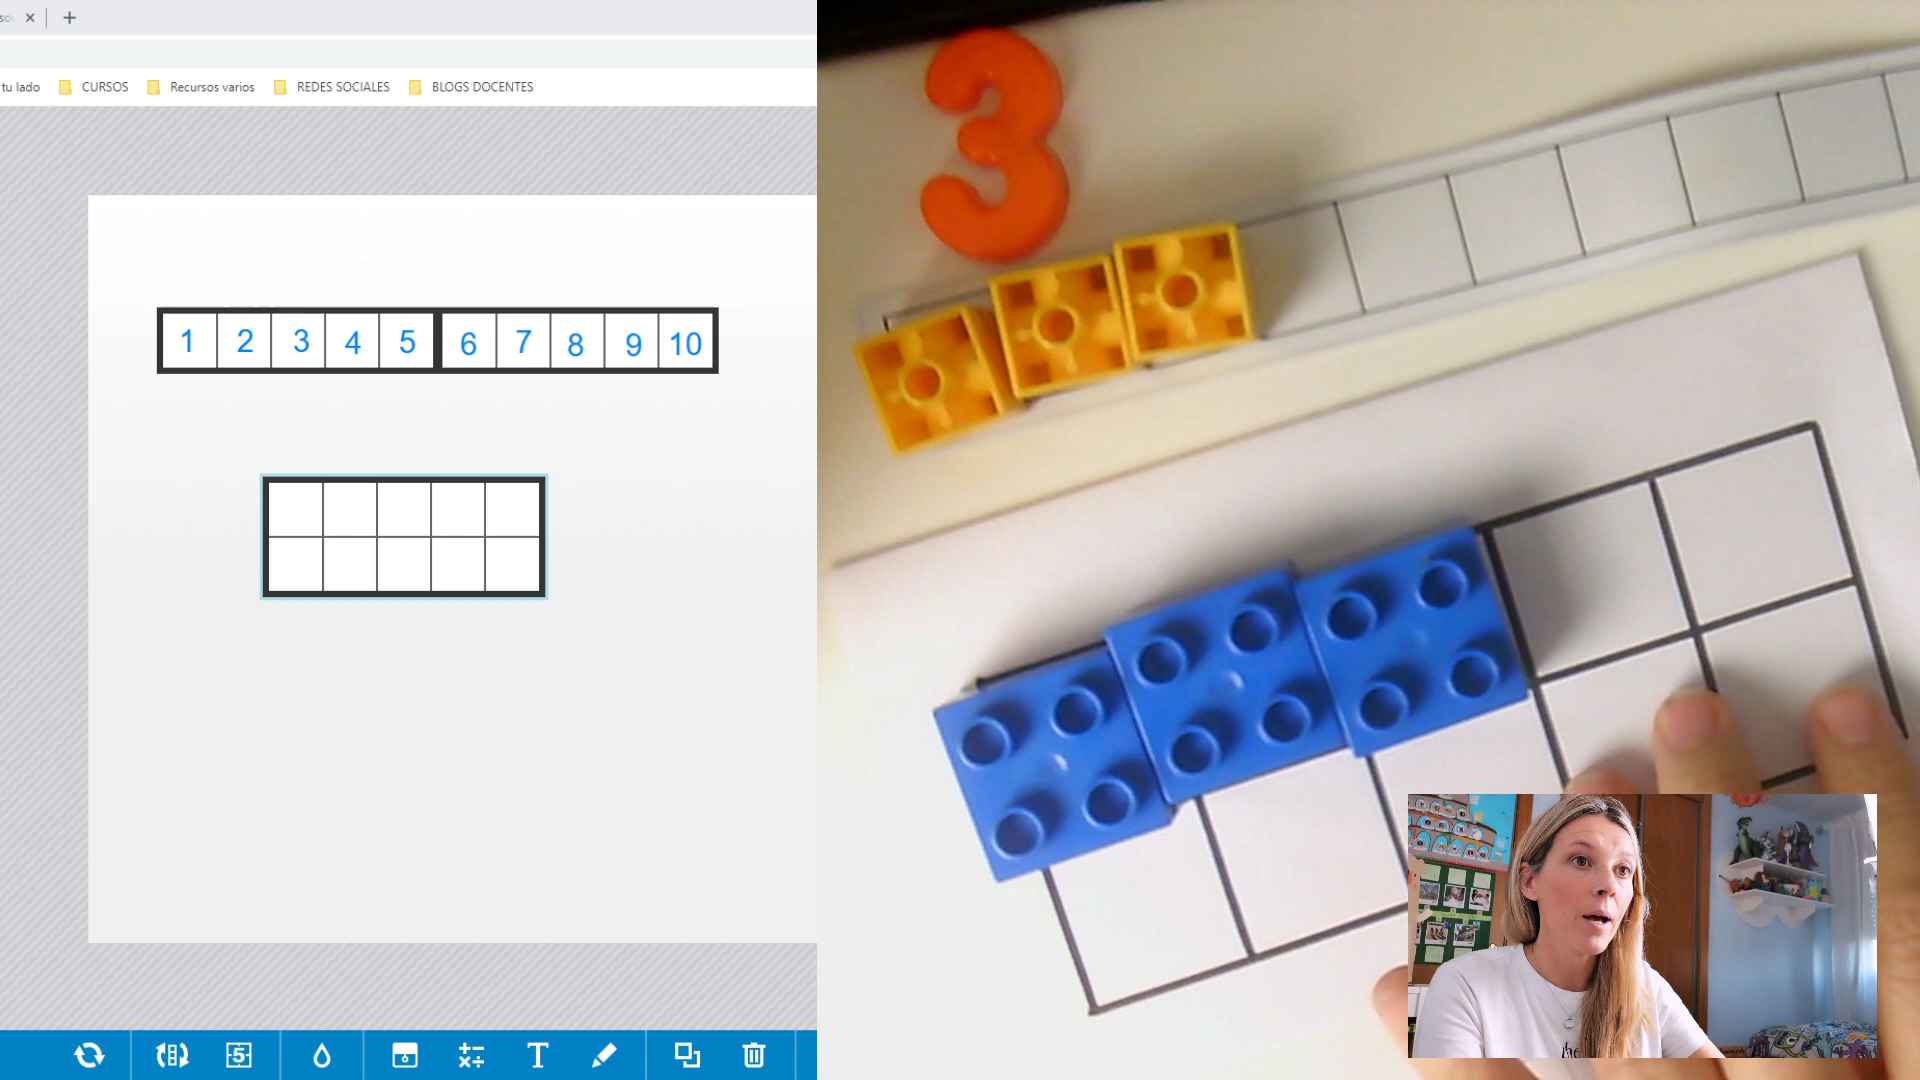 tu lado CURSOS Recursos varios REDES SOCIALES BLOGS DOCENTES
3
1 2 3 4 5 6 7 8 9 10
5 T